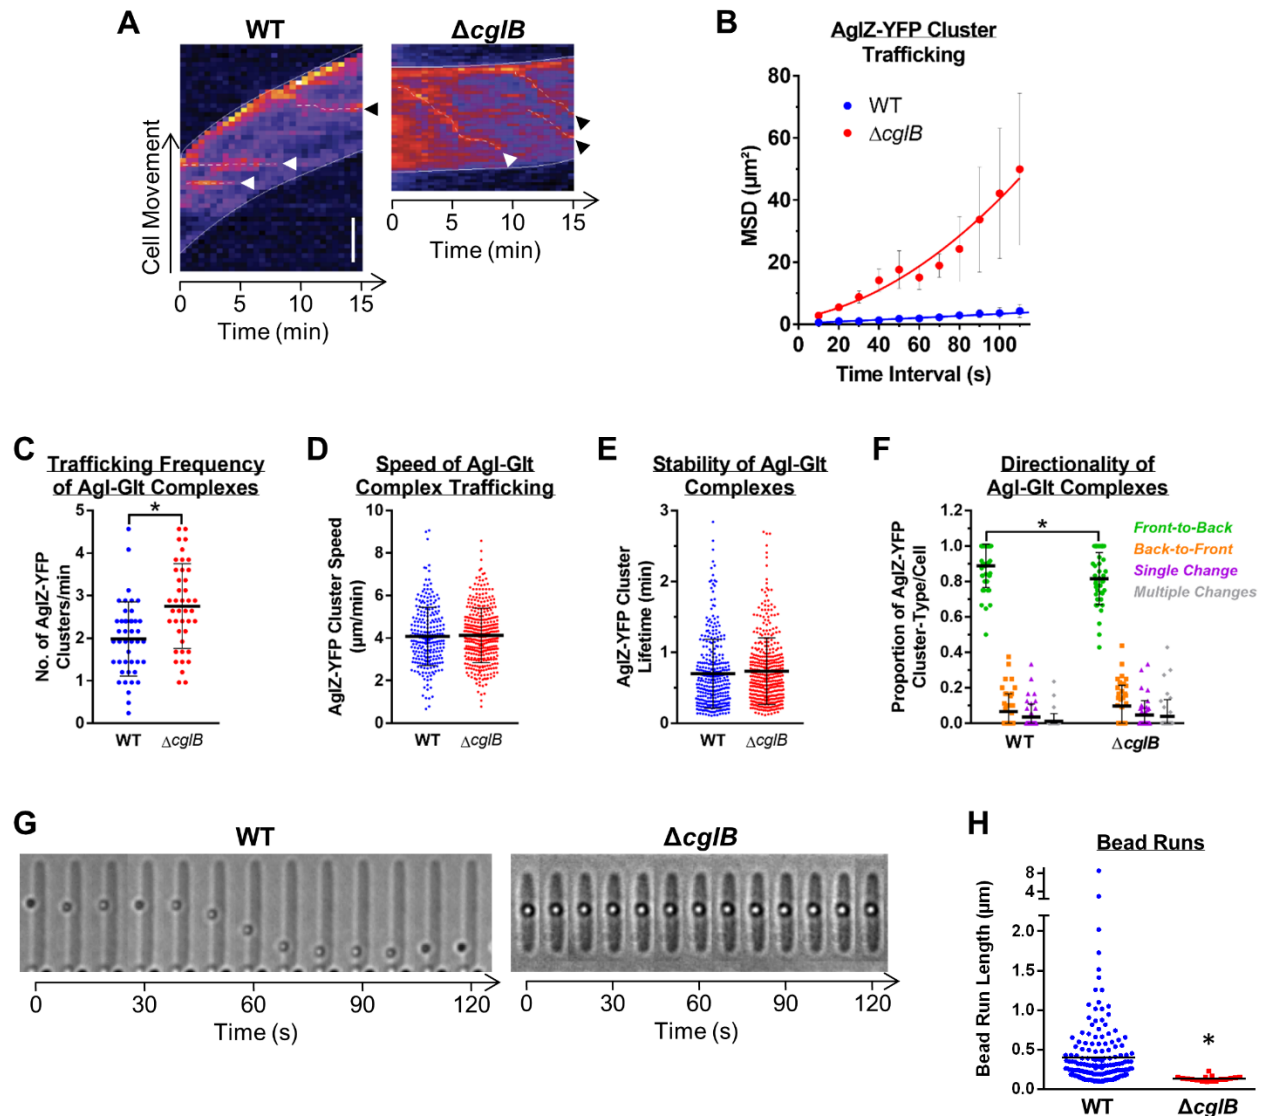 A
WT
ΔcglB
Cell Movement
0
5
10
15
Time (min)
0
5
10
15
Time (min)
B
AglZ-YFP Cluster
Trafficking
80
60
40
20
0
MSD (µm²)
WT
ΔcglB
0
20
40
60
80
100
Time Interval (s)
C
Trafficking Frequency
of Agl-Glt Complexes
No. of AglZ-YFP
Clusters/min
5
4
3
2
1
0
*
WT
ΔcglB
D
Speed of Agl-Glt
Complex Trafficking
AglZ-YFP Cluster Speed
(µm/min)
10
8
6
4
2
0
WT
ΔcglB
E
Stability of Agl-Glt
Complexes
AglZ-YFP Cluster
Lifetime (min)
3
2
1
0
WT
ΔcglB
F
Directionality of
Agl-Glt Complexes
Proportion of AglZ-YFP
Cluster-Type/Cell
1.2
1.0
0.8
0.6
0.4
0.2
0.0
*
Front-to-Back
Back-to-Front
Single Change
Multiple Changes
WT
ΔcglB
G
WT
ΔcglB
0
30
60
90
120
Time (s)
0
30
60
90
120
Time (s)
H
Bead Runs
Bead Run Length (µm)
8
4
2.0
1.5
1.0
0.5
0.0
*
WT
ΔcglB